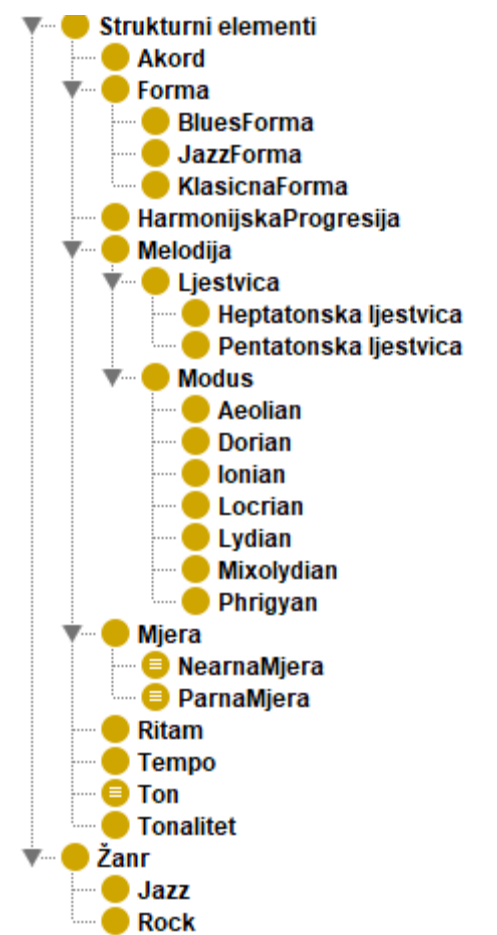 Strukturni elementi
Akord
Forma
BluesForma
JazzForma
KlasicnaForma
HarmonijskaProgresija
Melodija
Ljestvica
Heptatonska ljestvica
Pentatonska ljestvica
Modus
Aeolian
Dorian
Ionian
Locrian
Lydian
Mixolydian
Phrigyan
Mjera
NearnaMjera
ParnaMjera
Ritam
Tempo
Ton
Tonalitet
Žanr
Jazz
Rock